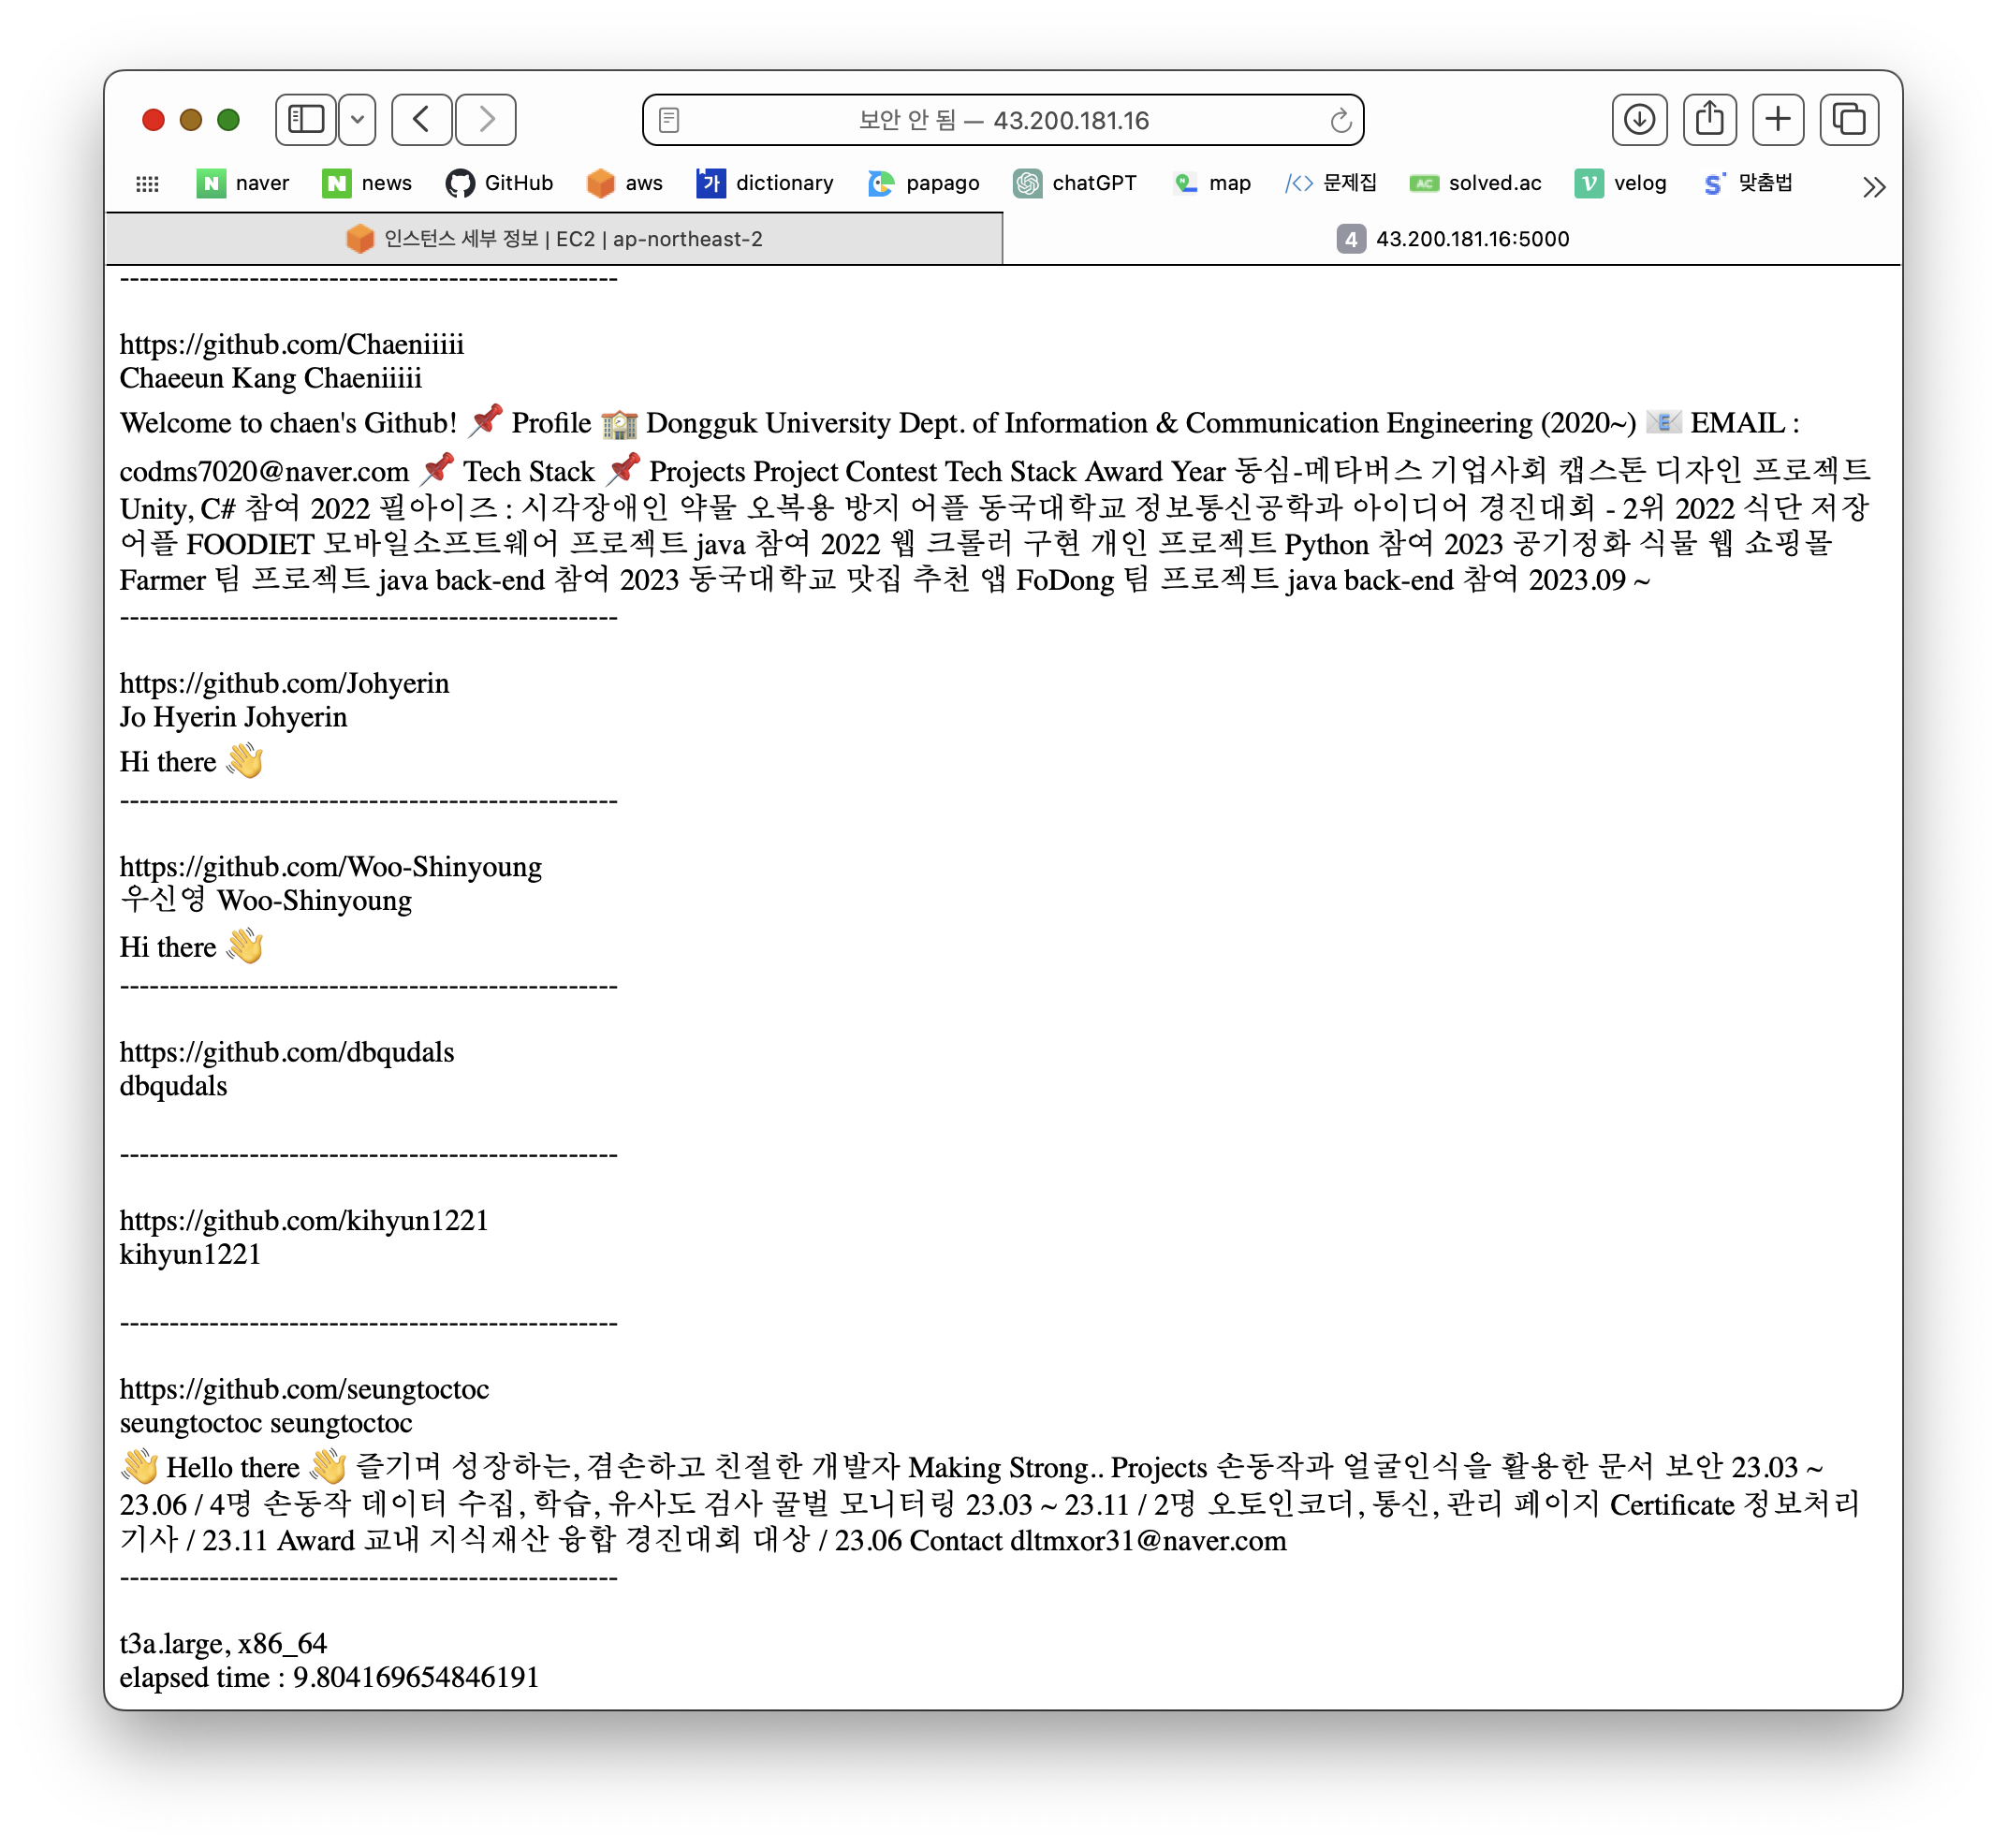 보안 안 됨 — 43.200.181.16
naver news GitHub aws dictionary papago chatGPT map 문제집 solved.ac velog 맞춤법
인스턴스 세부 정보 | EC2 | ap-northeast-2
4 43.200.181.16:5000
--------------------------------------------------
https://github.com/Chaeniiiii
Chaeeun Kang Chaeniiiii
Welcome to chaen's Github! 📌 Profile 🏫 Dongguk University Dept. of Information & Communication Engineering (2020~) 📧 EMAIL :
codms7020@naver.com 📌 Tech Stack 📌 Projects Project Contest Tech Stack Award Year 동심-메타버스 기업사회 캡스톤 디자인 프로젝트
Unity, C# 참여 2022 필아이즈 : 시각장애인 약물 오복용 방지 어플 동국대학교 정보통신공학과 아이디어 경진대회 - 2위 2022 식단 저장
어플 FOODIET 모바일소프트웨어 프로젝트 java 참여 2022 웹 크롤러 구현 개인 프로젝트 Python 참여 2023 공기정화 식물 웹 쇼핑몰
Farmer 팀 프로젝트 java back-end 참여 2023 동국대학교 맛집 추천 앱 FoDong 팀 프로젝트 java back-end 참여 2023.09 ~
--------------------------------------------------
https://github.com/Johyerin
Jo Hyerin Johyerin
Hi there 👋
--------------------------------------------------
https://github.com/Woo-Shinyoung
우신영 Woo-Shinyoung
Hi there 👋
--------------------------------------------------
https://github.com/dbqudals
dbqudals
--------------------------------------------------
https://github.com/kihyun1221
kihyun1221
--------------------------------------------------
https://github.com/seungtoctoc
seungtoctoc seungtoctoc
👋 Hello there 👋 즐기며 성장하는, 겸손하고 친절한 개발자 Making Strong.. Projects 손동작과 얼굴인식을 활용한 문서 보안 23.03 ~
23.06 / 4명 손동작 데이터 수집, 학습, 유사도 검사 꿀벌 모니터링 23.03 ~ 23.11 / 2명 오토인코더, 통신, 관리 페이지 Certificate 정보처리
기사 / 23.11 Award 교내 지식재산 융합 경진대회 대상 / 23.06 Contact dltmxor31@naver.com
--------------------------------------------------
t3a.large, x86_64
elapsed time : 9.804169654846191